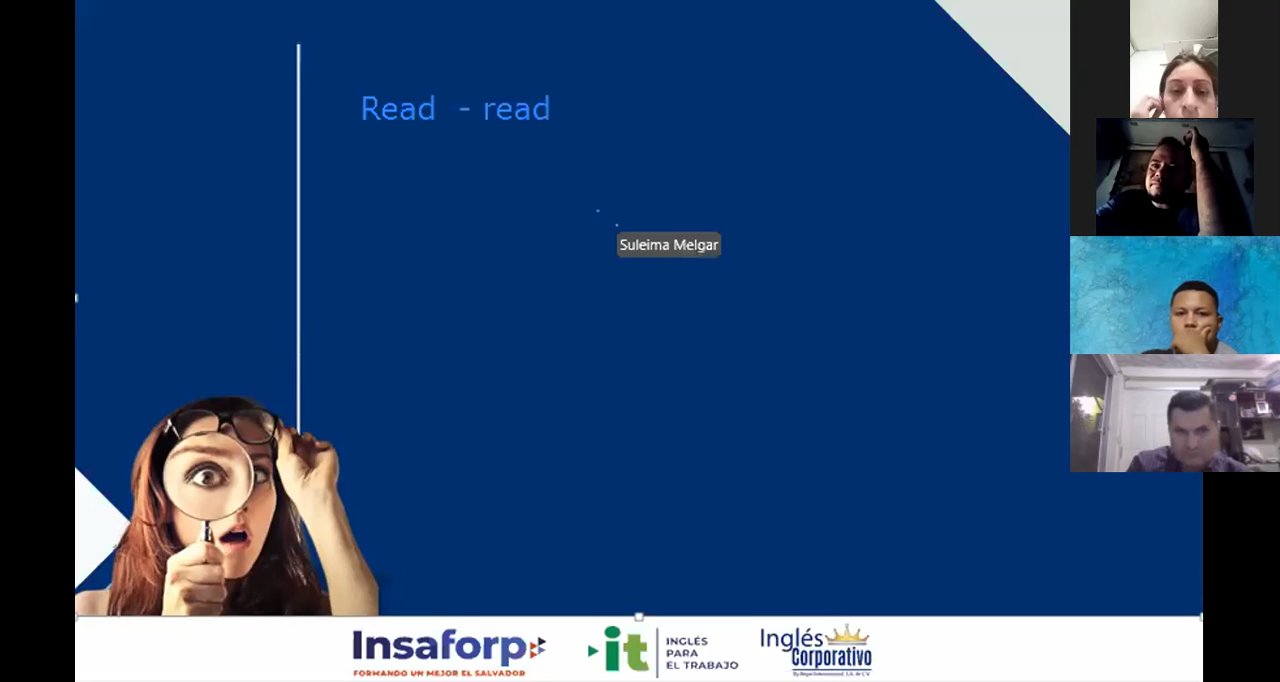 Read - read
Suleima Melgar
Insaforp
FORMANDO UN MEJOR EL SALVADOR
it
INGLÉS
PARA
EL TRABAJO
Inglés
Corporativo